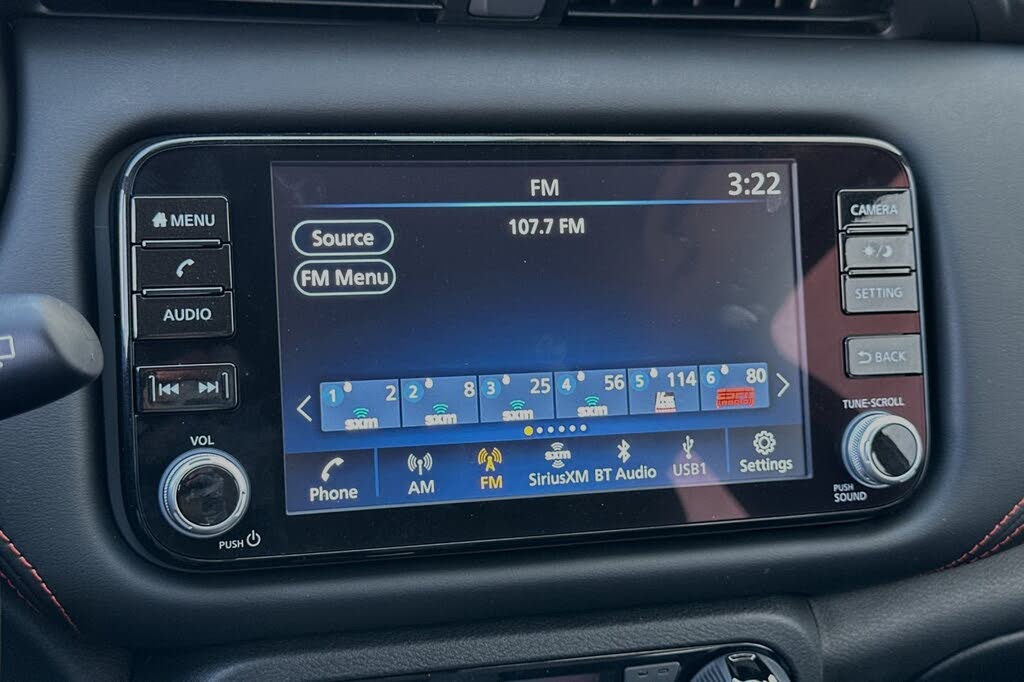 FM 3:22
107.7 FM
Source
FM Menu
1 2 sxm 2 8 sxm 3 25 sxm 4 56 sxm 5 114 6 80 ESPN
Phone AM FM sxm SiriusXM BT Audio USB1 Settings
MENU
AUDIO
VOL
PUSH
CAMERA
SETTING
BACK
TUNE-SCROLL
PUSH
SOUND